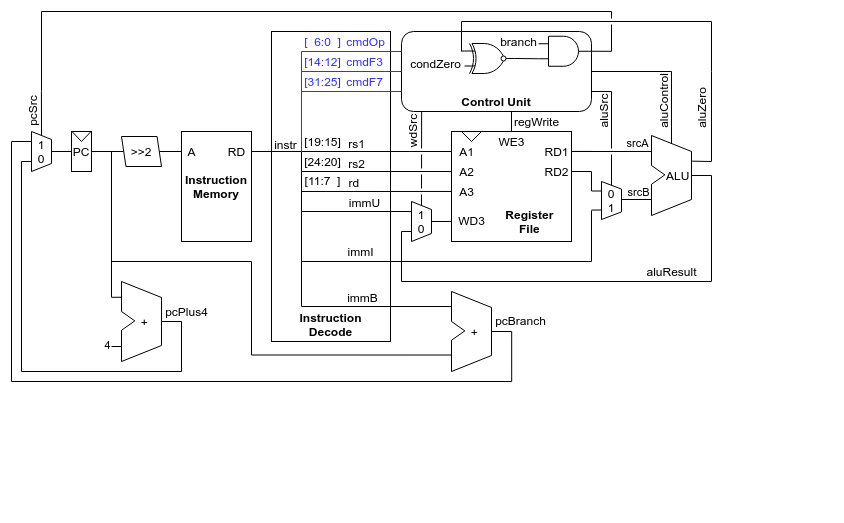 [ 6:0 ] cmdOp
branch
[14:12] cmdF3
condZero
[31:25] cmdF7
Control Unit
pcSrc
wdSrc
regWrite
aluSrc
aluControl
aluZero
1
0
PC
>>2
A RD
Instruction
Memory
instr
[19:15] rs1
[24:20] rs2
[11:7 ] rd
immU
A1
A2
A3
WD3
WE3
RD1
RD2
Register
File
1
0
srcA
srcB
0
1
ALU
immI
aluResult
immB
Instruction
Decode
pcPlus4
+
4
pcBranch
+